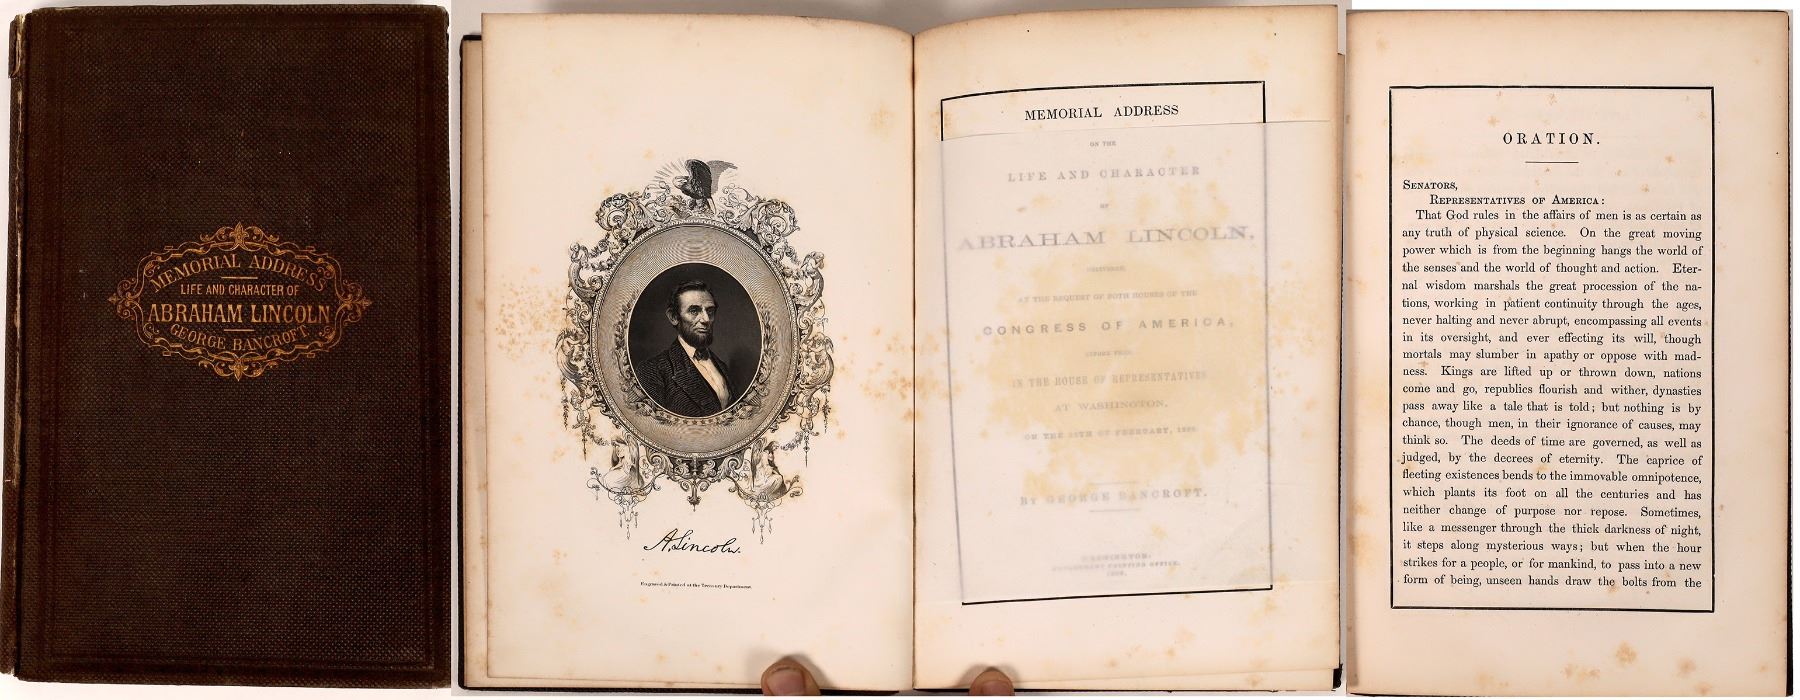 MEMORIAL ADDRESS
LIFE AND CHARACTER OF
ABRAHAM LINCOLN
GEORGE BANCROFT.
A. Lincoln.
Engraved & Printed at the Treasury Department.
MEMORIAL ADDRESS
ON THE
LIFE AND CHARACTER
OF
ABRAHAM LINCOLN,
DELIVERED,
AT THE REQUEST OF BOTH HOUSES OF THE
CONGRESS OF AMERICA,
BEFORE THEM,
IN THE HOUSE OF REPRESENTATIVES
AT WASHINGTON,
ON THE OF FEBRUARY,
BY GEORGE BANCROFT.
WASHINGTON:
GOVERNMENT PRINTING OFFICE.
ORATION.
SENATORS,
REPRESENTATIVES OF AMERICA:
That God rules in the affairs of men is as certain as
any truth of physical science. On the great moving
power which is from the beginning hangs the world of
the senses and the world of thought and action. Eter-
nal wisdom marshals the great procession of the na-
tions, working in patient continuity through the ages,
never halting and never abrupt, encompassing all events
in its oversight, and ever effecting its will, though
mortals may slumber in apathy or oppose with mad-
ness. Kings are lifted up or thrown down, nations
come and go, republics flourish and wither, dynasties
pass away like a tale that is told; but nothing is by
chance, though men, in their ignorance of causes, may
think so. The deeds of time are governed, as well as
judged, by the decrees of eternity. The caprice of
fleeting existences bends to the immovable omnipotence,
which plants its foot on all the centuries and has
neither change of purpose nor repose. Sometimes,
like a messenger through the thick darkness of night,
it steps along mysterious ways; but when the hour
strikes for a people, or for mankind, to pass into a new
form of being, unseen hands draw the bolts from the